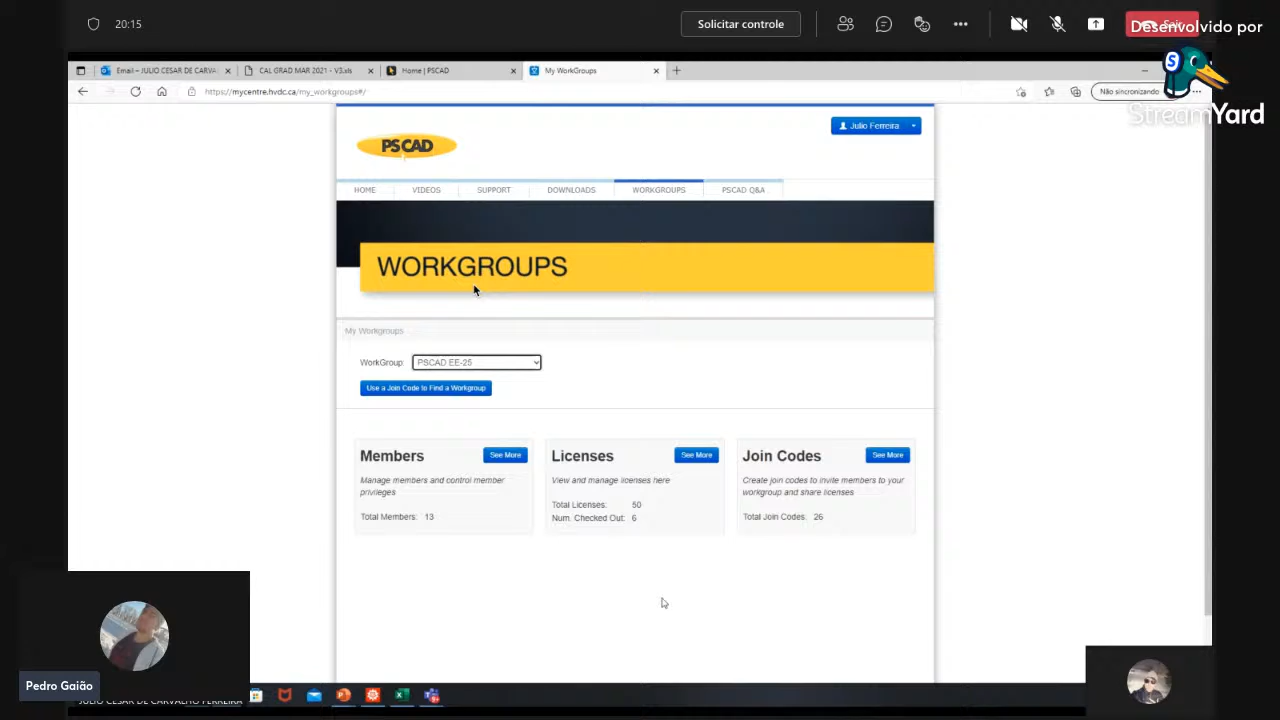 20:15
Solicitar controle
Desenvolvido por
StreamYard
Email – JULIO CESAR DE CARVA
CAL GRAD MAR 2021 - V3.xls
Home | PSCAD
My WorkGroups
https://mycentre.hvdc.ca/my_workgroups#/
Não sincronizando
Julio Ferreira
PSCAD
HOME
VIDEOS
SUPPORT
DOWNLOADS
WORKGROUPS
PSCAD Q&A
WORKGROUPS
My Workgroups
WorkGroup:
PSCAD EE-25
Use a Join Code to Find a Workgroup
Members
See More
Manage members and control member
privileges
Total Members: 13
Licenses
See More
View and manage licenses here
Total Licenses: 50
Num. Checked Out: 6
Join Codes
See More
Create join codes to invite members to your
workgroup and share licenses
Total Join Codes: 26
Pedro Gaião
JULIO CESAR DE CARVALHO FERREIRA